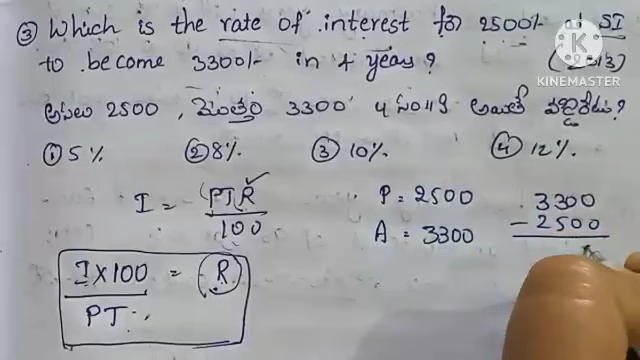 ③ Which is the rate of interest for 2500/- at SI
to become 3300/- in 4 years? (2013)
అసలు 2500, మొత్తం 3300 4 సం॥కి అయితే వడ్డీరేటు?
① 5% ② 8% ③ 10% ④ 12%
I = PTR / 100
P = 2500
A = 3300
3300
- 2500
I×100 / PT = R
K
KINEMASTER